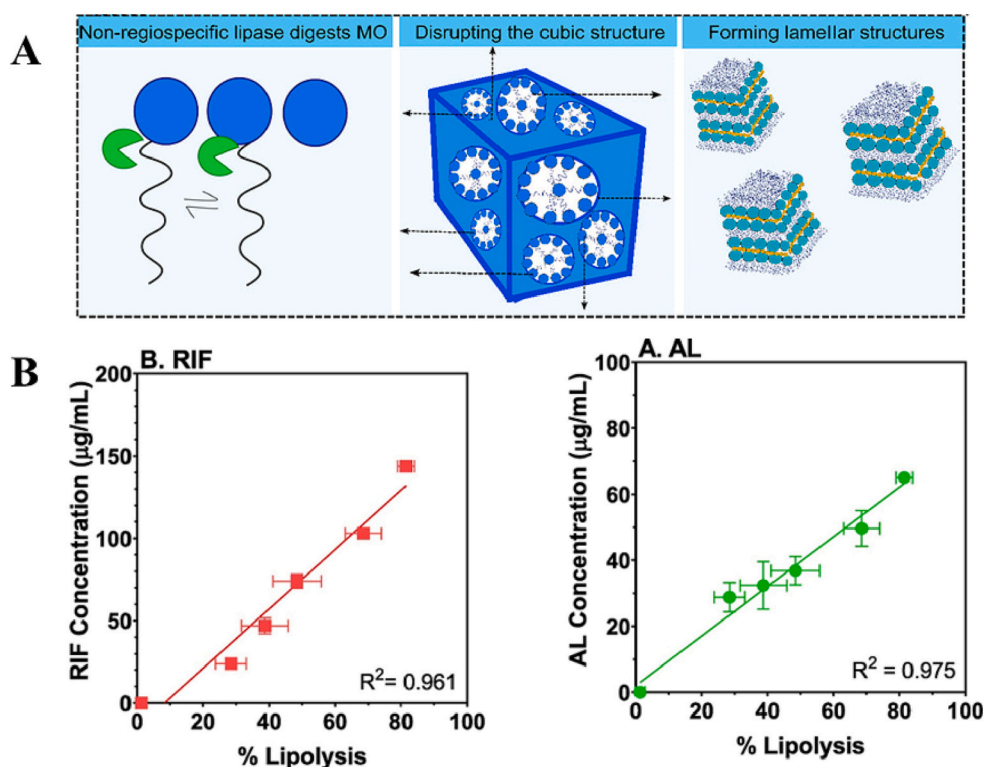 A
Non-regiospecific lipase digests MO
Disrupting the cubic structure
Forming lamellar structures
B
B. RIF
RIF Concentration (µg/mL)
200
150
100
50
0
R²= 0.961
0 20 40 60 80 100
% Lipolysis
A. AL
AL Concentration (µg/mL)
100
80
60
40
20
0
R² = 0.975
0 20 40 60 80 100
% Lipolysis